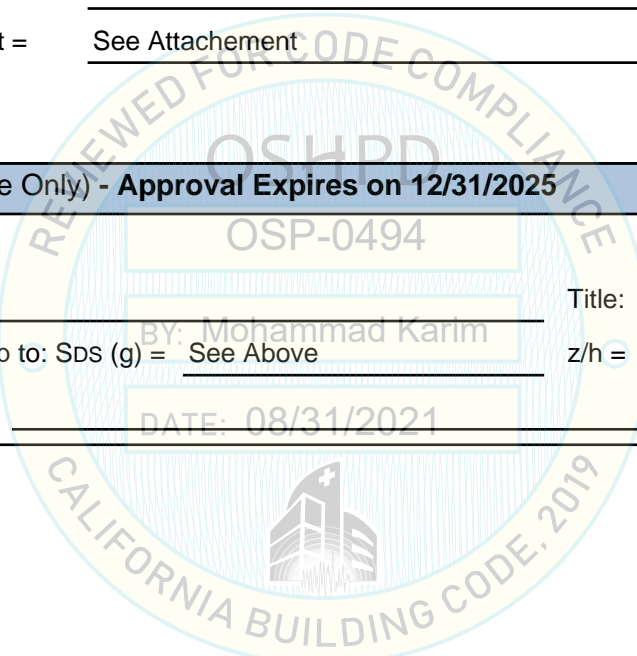 t = See Attachement
REVIEWED FOR CODE COMPLIANCE
OSHPD
e Only) - Approval Expires on 12/31/2025
OSP-0494
Title:
BY: Mohammad Karim
o to: SDS (g) = See Above z/h =
DATE: 08/31/2021
CALIFORNIA BUILDING CODE, 2019